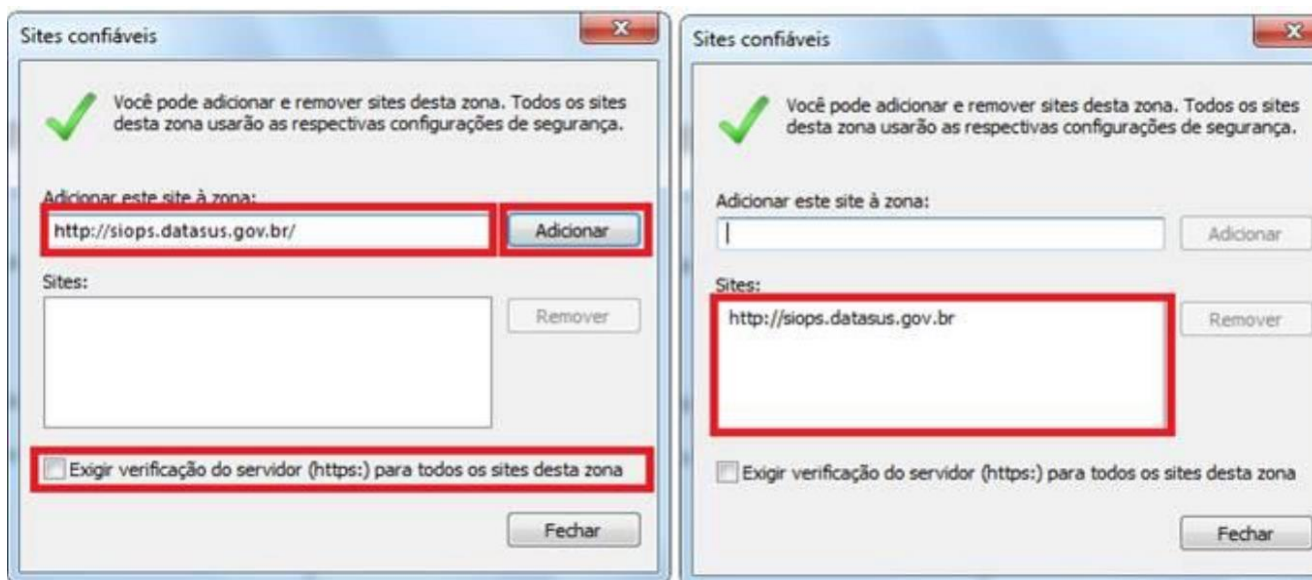 Sites confiáveis
Você pode adicionar e remover sites desta zona. Todos os sites
desta zona usarão as respectivas configurações de segurança.
Adicionar este site à zona:
http://siops.datasus.gov.br/
Adicionar
Sites:
Remover
Exigir verificação do servidor (https:) para todos os sites desta zona
Fechar
Sites confiáveis
Você pode adicionar e remover sites desta zona. Todos os sites
desta zona usarão as respectivas configurações de segurança.
Adicionar este site à zona:
Adicionar
Sites:
http://siops.datasus.gov.br
Remover
Exigir verificação do servidor (https:) para todos os sites desta zona
Fechar